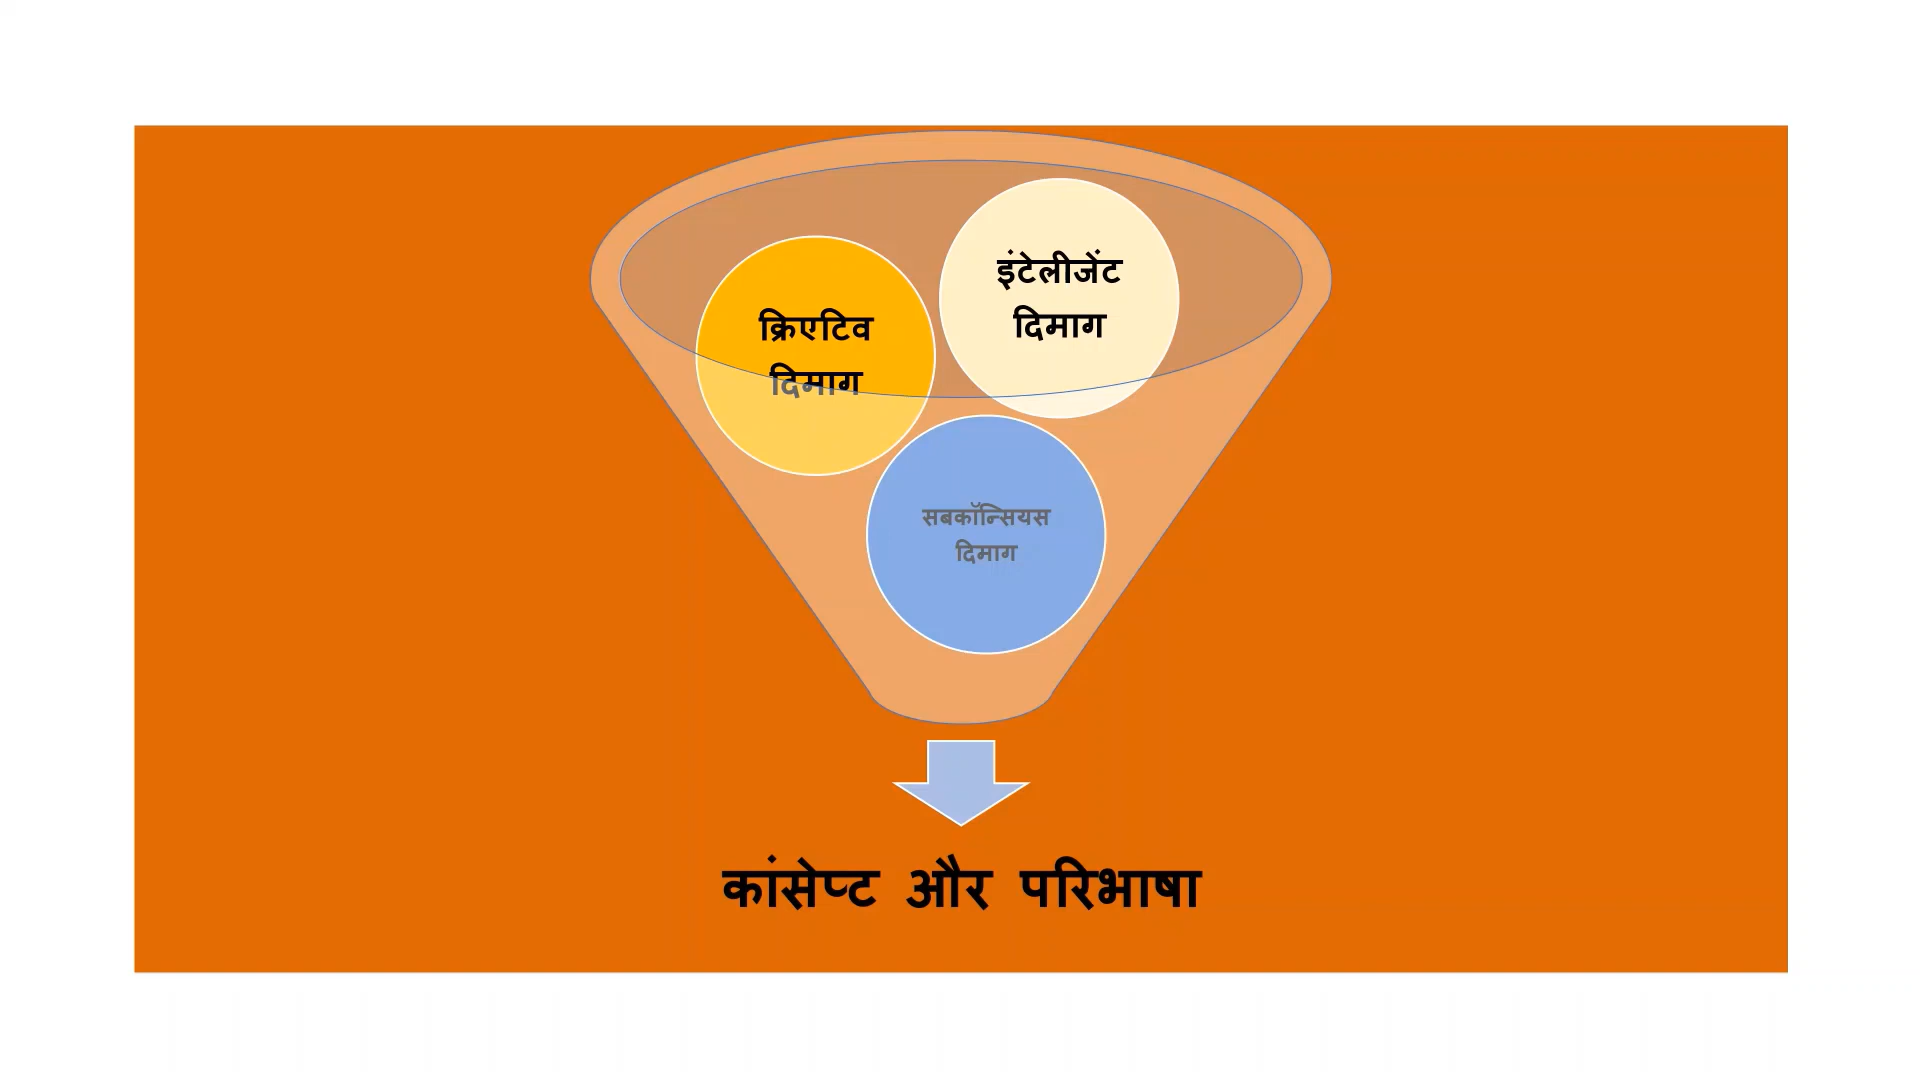 इंटेलीजेंट
दिमाग
क्रिएटिव
दिमाग
सबकॉन्सियस
दिमाग
कांसेप्ट और परिभाषा